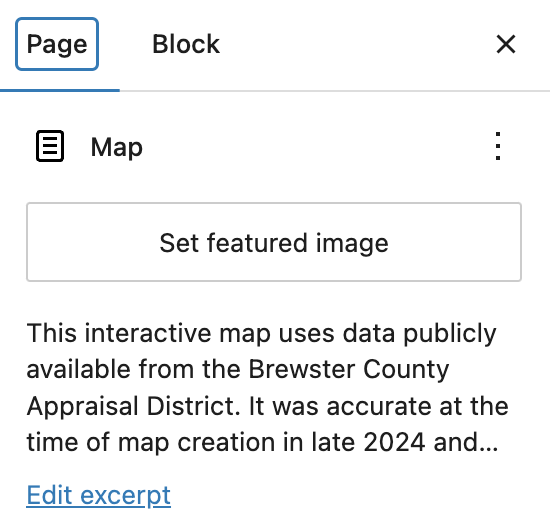 Page Block
Map
Set featured image
This interactive map uses data publicly
available from the Brewster County
Appraisal District. It was accurate at the
time of map creation in late 2024 and...
Edit excerpt